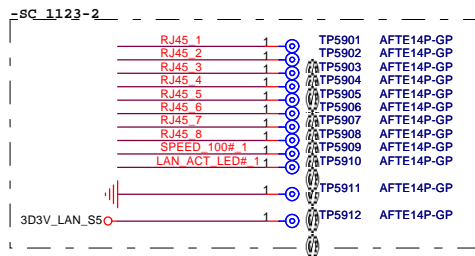 -SC 1123-2
RJ45_1 1 TP5901 AFTE14P-GP
RJ45_2 1 TP5902 AFTE14P-GP
RJ45_3 1 TP5903 AFTE14P-GP
RJ45_4 1 TP5904 AFTE14P-GP
RJ45_5 1 TP5905 AFTE14P-GP
RJ45_6 1 TP5906 AFTE14P-GP
RJ45_7 1 TP5907 AFTE14P-GP
RJ45_8 1 TP5908 AFTE14P-GP
SPEED_100#_1 1 TP5909 AFTE14P-GP
LAN_ACT_LED#_1 1 TP5910 AFTE14P-GP
1 TP5911 AFTE14P-GP
3D3V_LAN_S5 1 TP5912 AFTE14P-GP